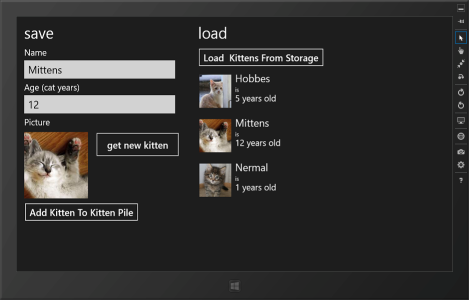 save
Name
Mittens
Age (cat years)
12
Picture
get new kitten
Add Kitten To Kitten Pile
load
Load Kittens From Storage
Hobbes
is
5 years old
Mittens
is
12 years old
Nermal
is
1 years old
?